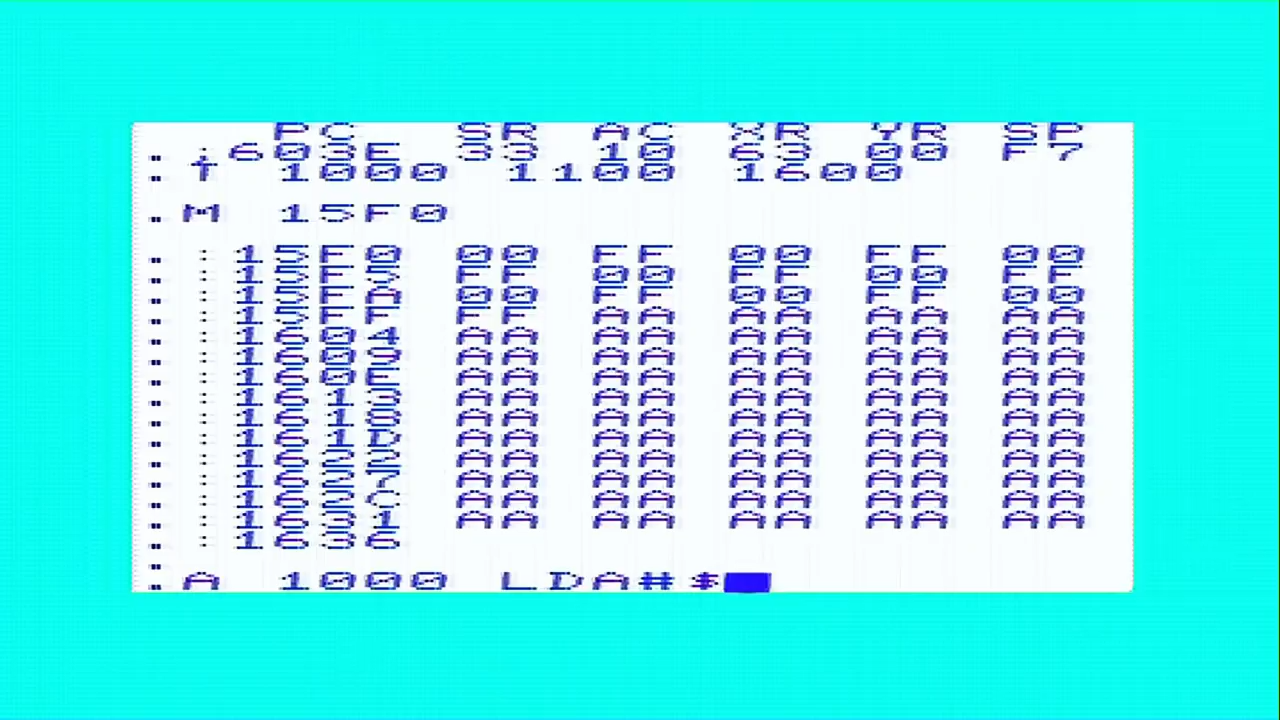 PC SR AC XR YR SP
. 603E 33 10 63 00 F7
. T 1000 1100 1600
. M 15F0
. : 15F0 00 FF 00 FF 00
. : 15F5 FF 00 FF 00 FF
. : 15FA 00 FF 00 FF 00
. : 15FF FF AA AA AA AA
. : 1604 AA AA AA AA AA
. : 1609 AA AA AA AA AA
. : 160E AA AA AA AA AA
. : 1613 AA AA AA AA AA
. : 1618 AA AA AA AA AA
. : 161D AA AA AA AA AA
. : 1622 AA AA AA AA AA
. : 1627 AA AA AA AA AA
. : 162C AA AA AA AA AA
. : 1631 AA AA AA AA AA
. : 1636
.
. A 1000 LDA#$